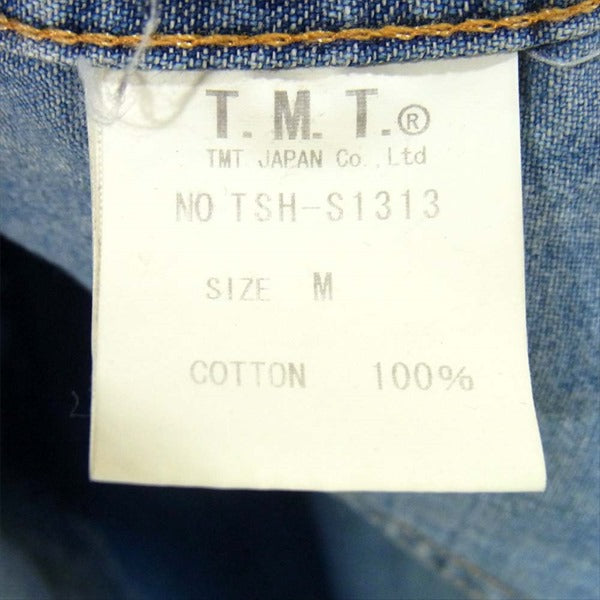 T.M.T.®
TMT JAPAN Co.,Ltd
NO TSH-S1313
SIZE M
COTTON 100%